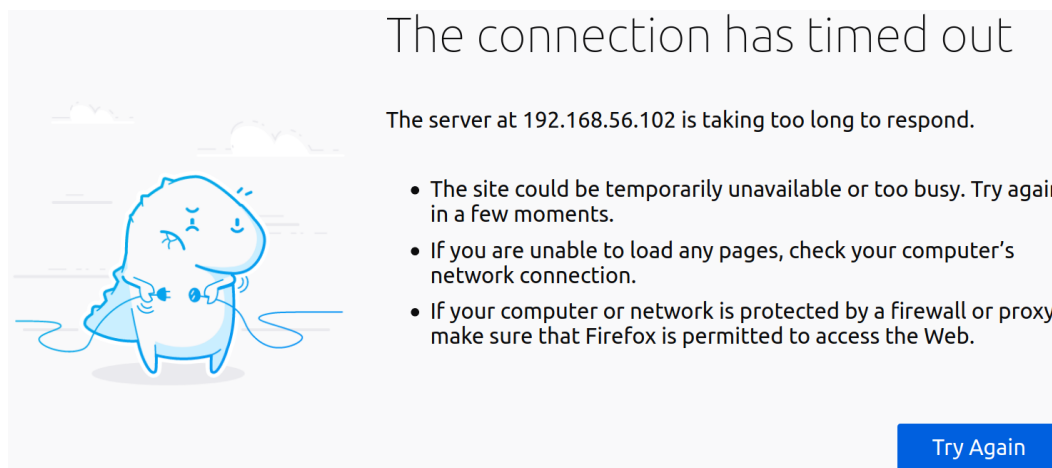 The connection has timed out
The server at 192.168.56.102 is taking too long to respond.
The site could be temporarily unavailable or too busy. Try again
in a few moments.
If you are unable to load any pages, check your computer’s
network connection.
If your computer or network is protected by a firewall or proxy
make sure that Firefox is permitted to access the Web.
Try Again